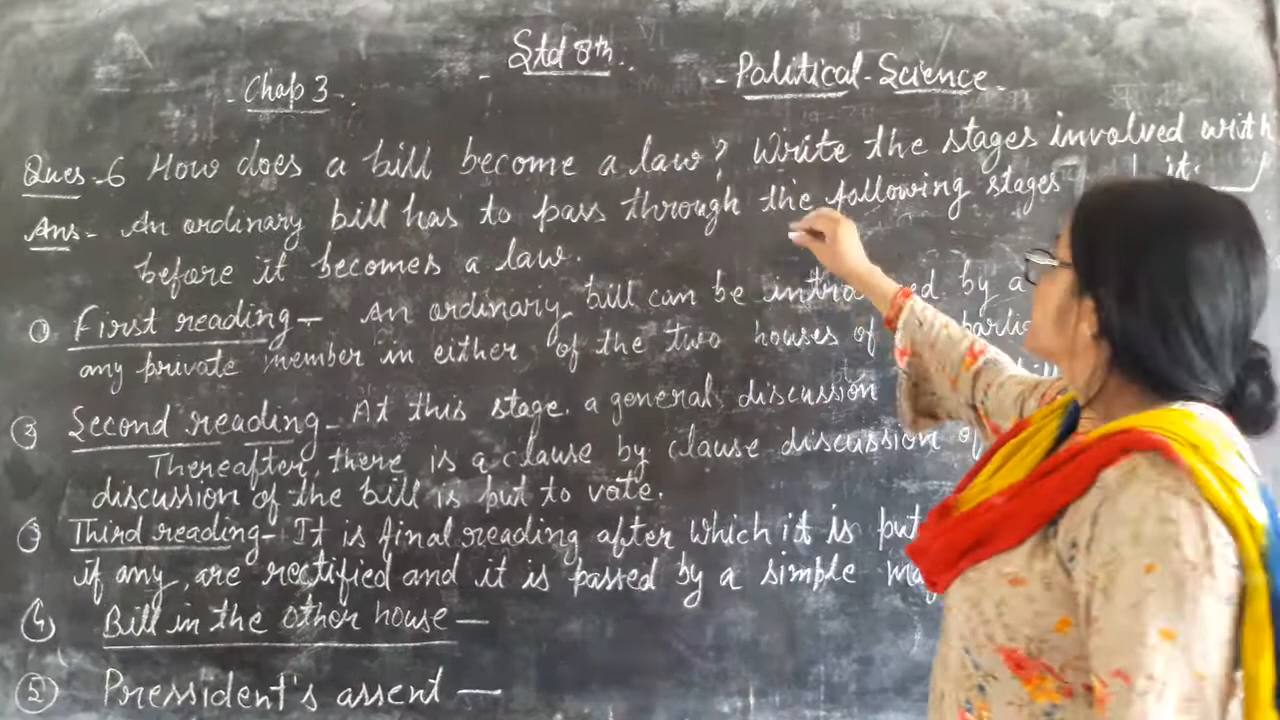 Chap 3
Std 8th
Political Science
Ques-6 How does a bill become a law? Write the stages involved with it.
Ans- An ordinary bill has to pass through the following stages
before it becomes a law.
① First reading - An ordinary bill can be by a
any private member in either of the two houses of
Second reading - At this stage a general discussion
Thereafter, there is a clause by clause discussion of
discussion of the bill is put to vote.
③ Third reading - It is final reading after which it is put
if any, are rectified and it is passed by a simple
④ Bill in the other house -
⑤ Pressident's assent -